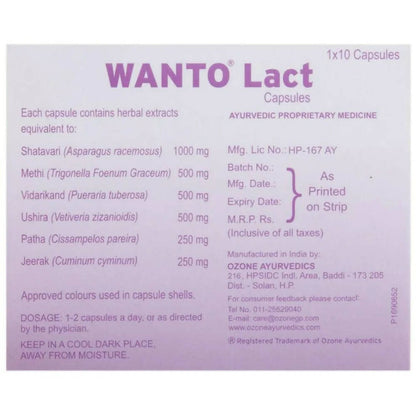 1x10 Capsules
WANTO® Lact
Capsules
Each capsule contains herbal extracts
equivalent to:
Shatavari (Asparagus racemosus) 1000 mg
Methi (Trigonella Foenum Graceum) 500 mg
Vidarikand (Pueraria tuberosa) 500 mg
Ushira (Vetiveria zizanioidis) 500 mg
Patha (Cissampelos pareira) 250 mg
Jeerak (Cuminum cyminum) 250 mg
Approved colours used in capsule shells.
DOSAGE: 1-2 capsules a day, or as directed
by the physician.
KEEP IN A COOL DARK PLACE,
AWAY FROM MOISTURE.
AYURVEDIC PROPRIETARY MEDICINE
Mfg. Lic No.: HP-167 AY
Batch No.:
Mfg. Date.:
Expiry Date:
M.R.P. Rs.
As
Printed
on Strip
(Inclusive of all taxes)
Manufactured in India by:
OZONE AYURVEDICS
216, HPSIDC Indl. Area, Baddi - 173 205
Dist. - Solan, H.P.
For consumer feedback please contact:
Tel No. 011-25529040
E-mail: care@ozonegp.com
www.ozoneayurvedics.com
® Registered Trademark of Ozone Ayurvedics
P1690652